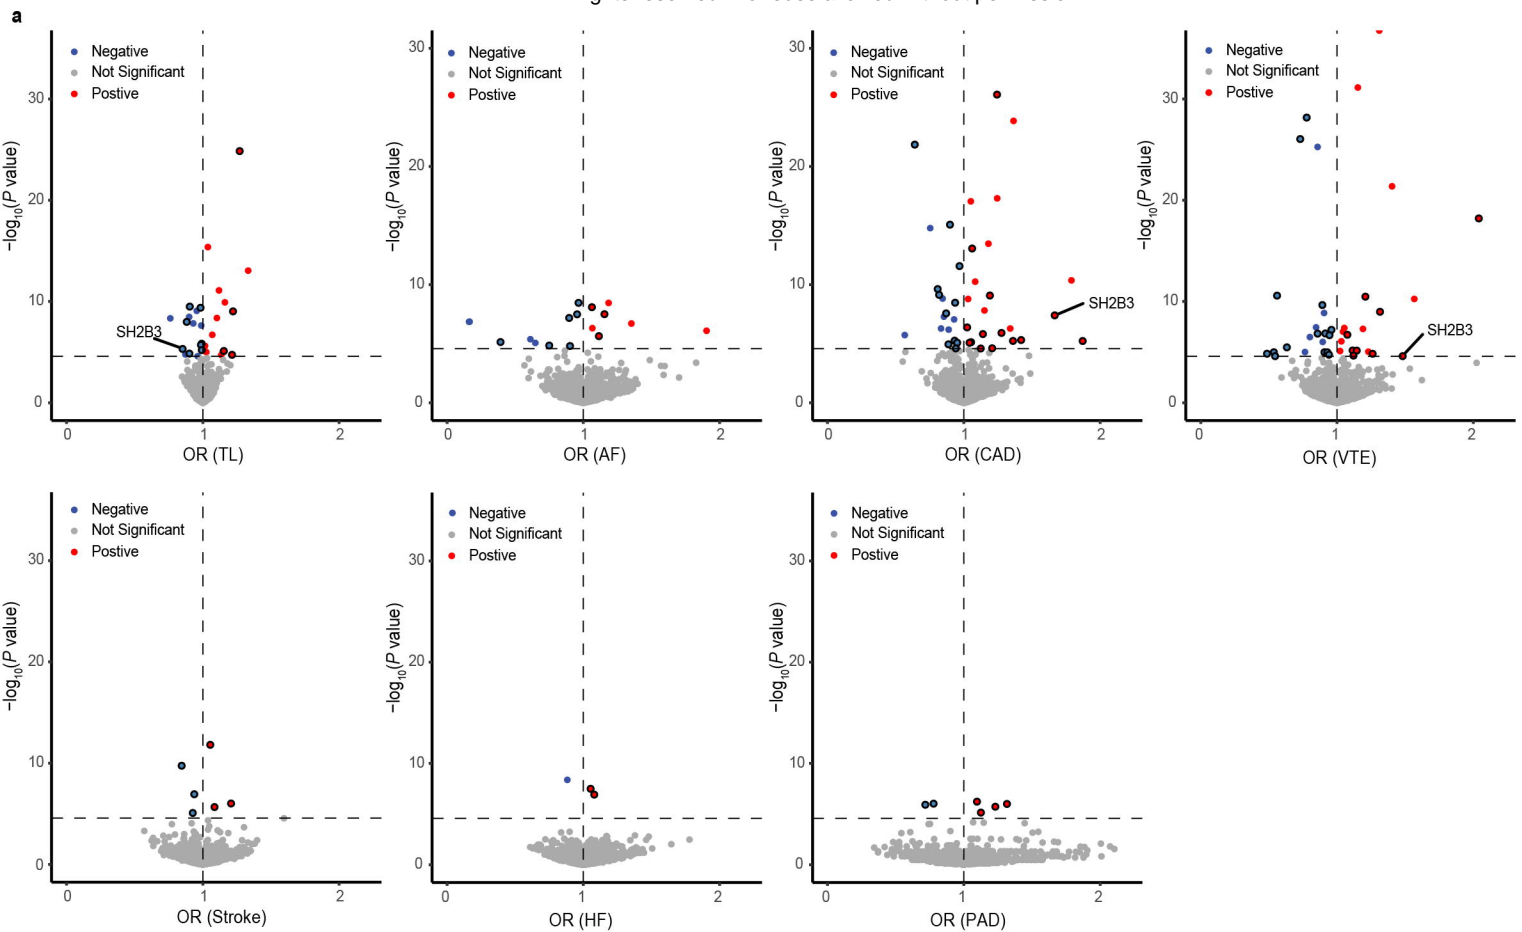 a
Negative
Not Significant
Postive
30
20
10
0
−log10(P value)
SH2B3
0 1 2
OR (TL)
Negative
Not Significant
Postive
30
20
10
0
−log10(P value)
0 1 2
OR (AF)
Negative
Not Significant
Postive
30
20
10
0
−log10(P value)
SH2B3
0 1 2
OR (CAD)
Negative
Not Significant
Postive
30
20
10
0
−log10(P value)
SH2B3
0 1 2
OR (VTE)
Negative
Not Significant
Postive
30
20
10
0
−log10(P value)
0 1 2
OR (Stroke)
Negative
Not Significant
Postive
30
20
10
0
−log10(P value)
0 1 2
OR (HF)
Negative
Not Significant
Postive
30
20
10
0
−log10(P value)
0 1 2
OR (PAD)